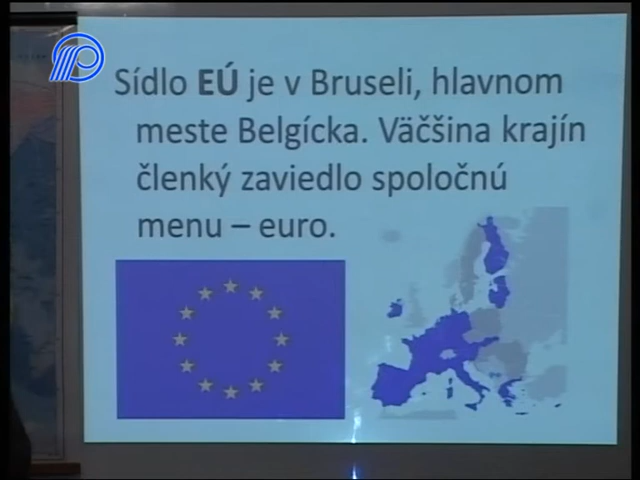 Sídlo EÚ je v Bruseli, hlavnom
meste Belgícka. Väčšina krajín
členký zaviedlo spoločnú
menu – euro.